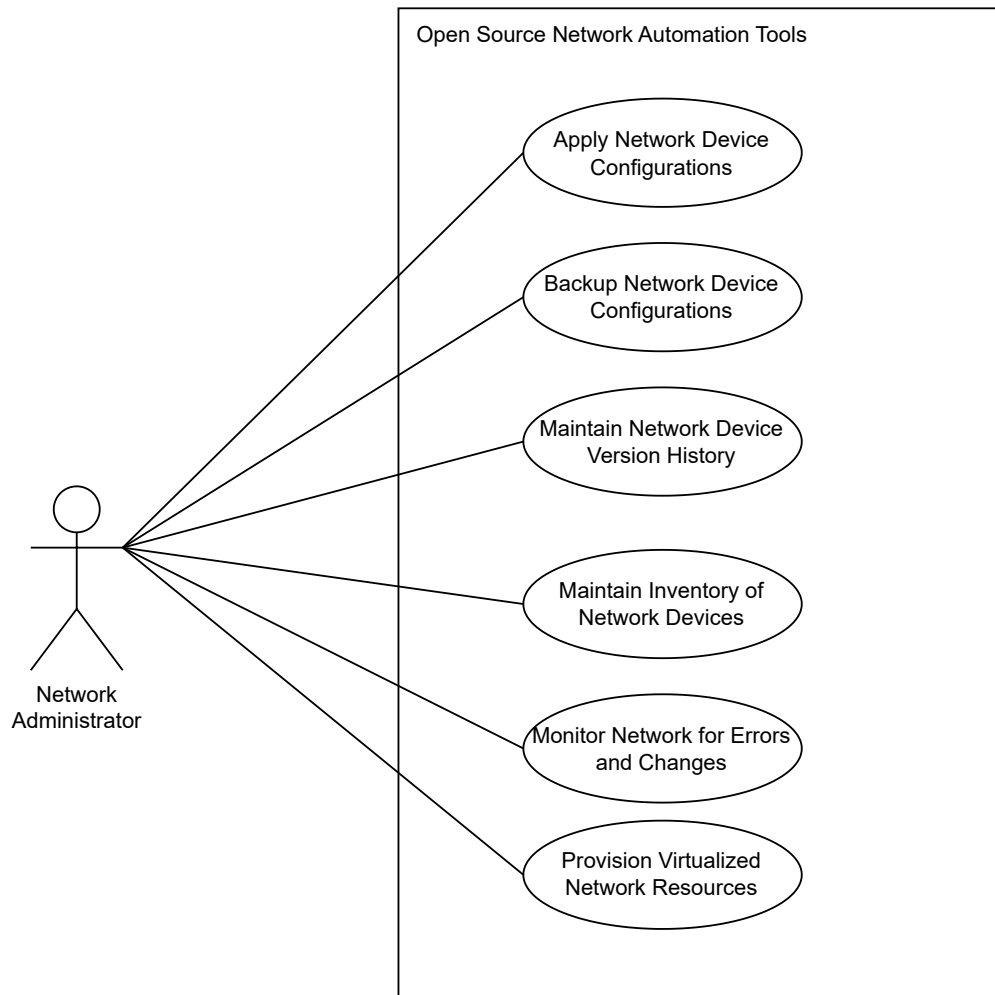 Open Source Network Automation Tools
Apply Network Device
Configurations
Backup Network Device
Configurations
Maintain Network Device
Version History
Maintain Inventory of
Network Devices
Network
Administrator
Monitor Network for Errors
and Changes
Provision Virtualized
Network Resources